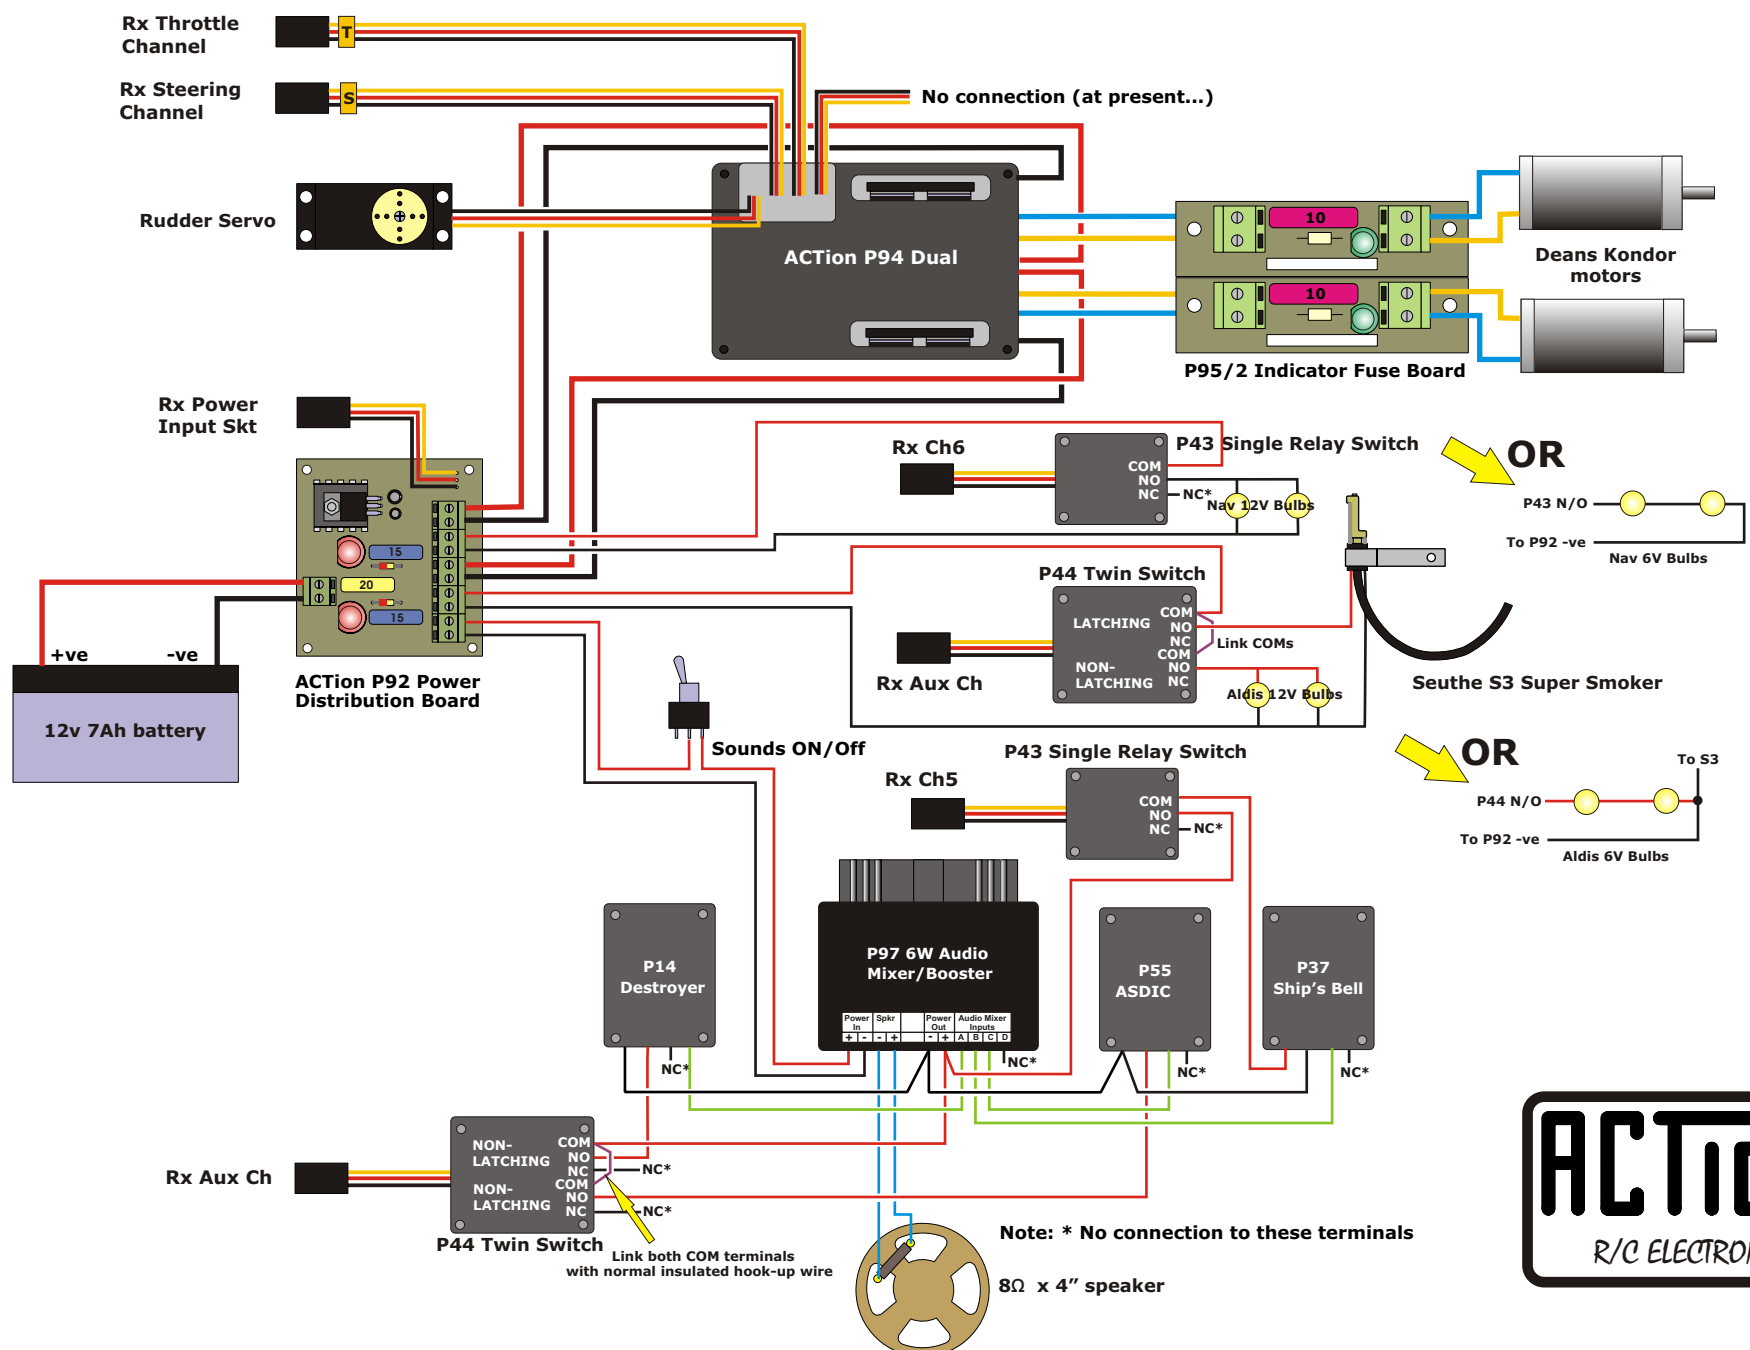 Rx Throttle
Channel
T
Rx Steering
Channel
S
No connection (at present...)
Rudder Servo
ACTion P94 Dual
10
10
Deans Kondor
motors
P95/2 Indicator Fuse Board
Rx Power
Input Skt
15
20
15
+ve
-ve
12v 7Ah battery
ACTion P92 Power
Distribution Board
Rx Ch6
P43 Single Relay Switch
COM
NO
NC
NC*
Nav 12V Bulbs
OR
P43 N/O
To P92 -ve
Nav 6V Bulbs
P44 Twin Switch
LATCHING
NON-
LATCHING
COM
NO
NC
COM
NO
NC
Link COMs
Rx Aux Ch
Aldis 12V Bulbs
Seuthe S3 Super Smoker
Sounds ON/Off
OR
To S3
P44 N/O
To P92 -ve
Aldis 6V Bulbs
P43 Single Relay Switch
Rx Ch5
COM
NO
NC
NC*
P14
Destroyer
NC*
P97 6W Audio
Mixer/Booster
Power
In
Spkr
Power
Out
Audio Mixer
Inputs
+ - - + - + A B C D
NC*
P55
ASDIC
NC*
P37
Ship's Bell
NC*
Rx Aux Ch
NON-
LATCHING
NON-
LATCHING
COM
NO
NC
COM
NO
NC
NC*
NC*
P44 Twin Switch
Link both COM terminals
with normal insulated hook-up wire
Note: * No connection to these terminals
8Ω x 4” speaker
R/C